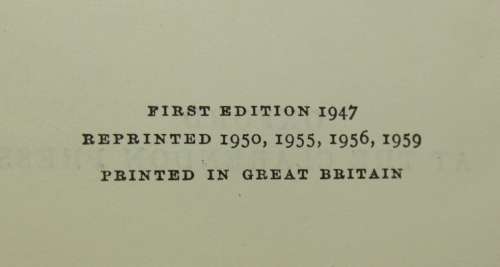 FIRST EDITION 1947
REPRINTED 1950, 1955, 1956, 1959
PRINTED IN GREAT BRITAIN